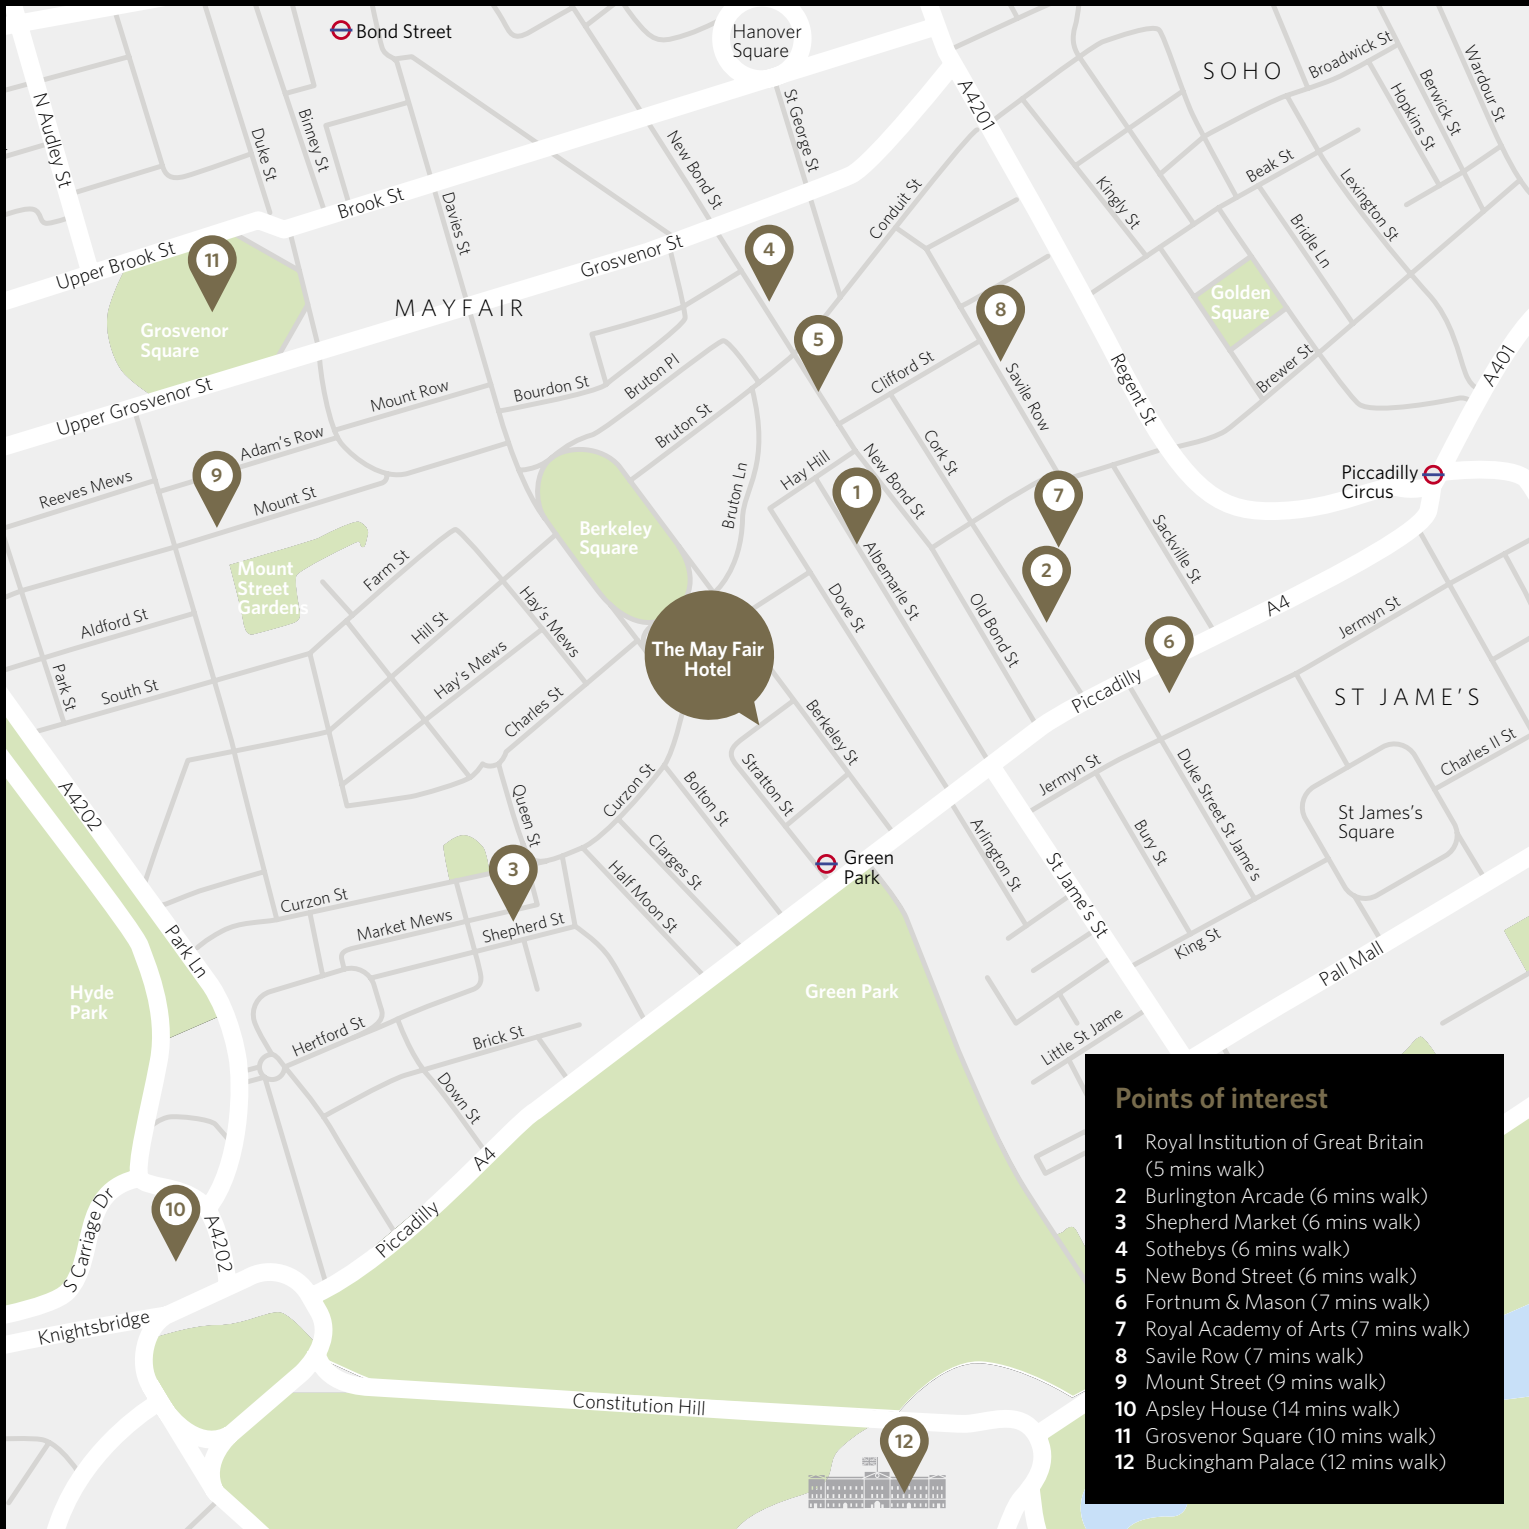 Bond Street
Hanover
Square
SOHO
Broadwick St
Wardour St
Berwick St
Hopkins St
N Audley St
Duke St
Binney St
St George St
A4201
New Bond St
Beak St
Lexington St
Kingly St
Bridle Ln
Conduit St
Davies St
Brook St
Upper Brook St
Grosvenor St
11
4
Grosvenor
Square
MAYFAIR
8
5
Golden
Square
A401
Regent St
Brewer St
Savile Row
Clifford St
Cork St
Upper Grosvenor St
Mount Row
Bourdon St
Bruton Pl
Bruton St
Bruton Ln
Adam's Row
Reeves Mews
9
Mount St
Hay Hill
New Bond St
1
7
Piccadilly
Circus
Berkeley
Square
Sackville St
Mount
Street
Gardens
Farm St
Albemarle St
2
Dove St
Old Bond St
A4
Jermyn St
Aldford St
Hill St
Hay's Mews
Hay's Mews
6
The May Fair
Hotel
Park St
South St
Charles St
Piccadilly
ST JAME'S
Berkeley St
Charles II St
Jermyn St
Duke Street St Jame's
A4202
Queen St
Curzon St
Bolton St
Stratton St
St James's
Square
Arlington St
Bury St
Green
Park
3
Clarges St
Half Moon St
St Jame's St
Curzon St
Market Mews
Shepherd St
Park Ln
King St
Pall Mall
Hyde
Park
Green Park
Hertford St
Brick St
Little St Jame
Down St
A4
Piccadilly
S Carriage Dr
10
A4202
Knightsbridge
Constitution Hill
12
Points of interest
1 Royal Institution of Great Britain
(5 mins walk)
2 Burlington Arcade (6 mins walk)
3 Shepherd Market (6 mins walk)
4 Sothebys (6 mins walk)
5 New Bond Street (6 mins walk)
6 Fortnum & Mason (7 mins walk)
7 Royal Academy of Arts (7 mins walk)
8 Savile Row (7 mins walk)
9 Mount Street (9 mins walk)
10 Apsley House (14 mins walk)
11 Grosvenor Square (10 mins walk)
12 Buckingham Palace (12 mins walk)